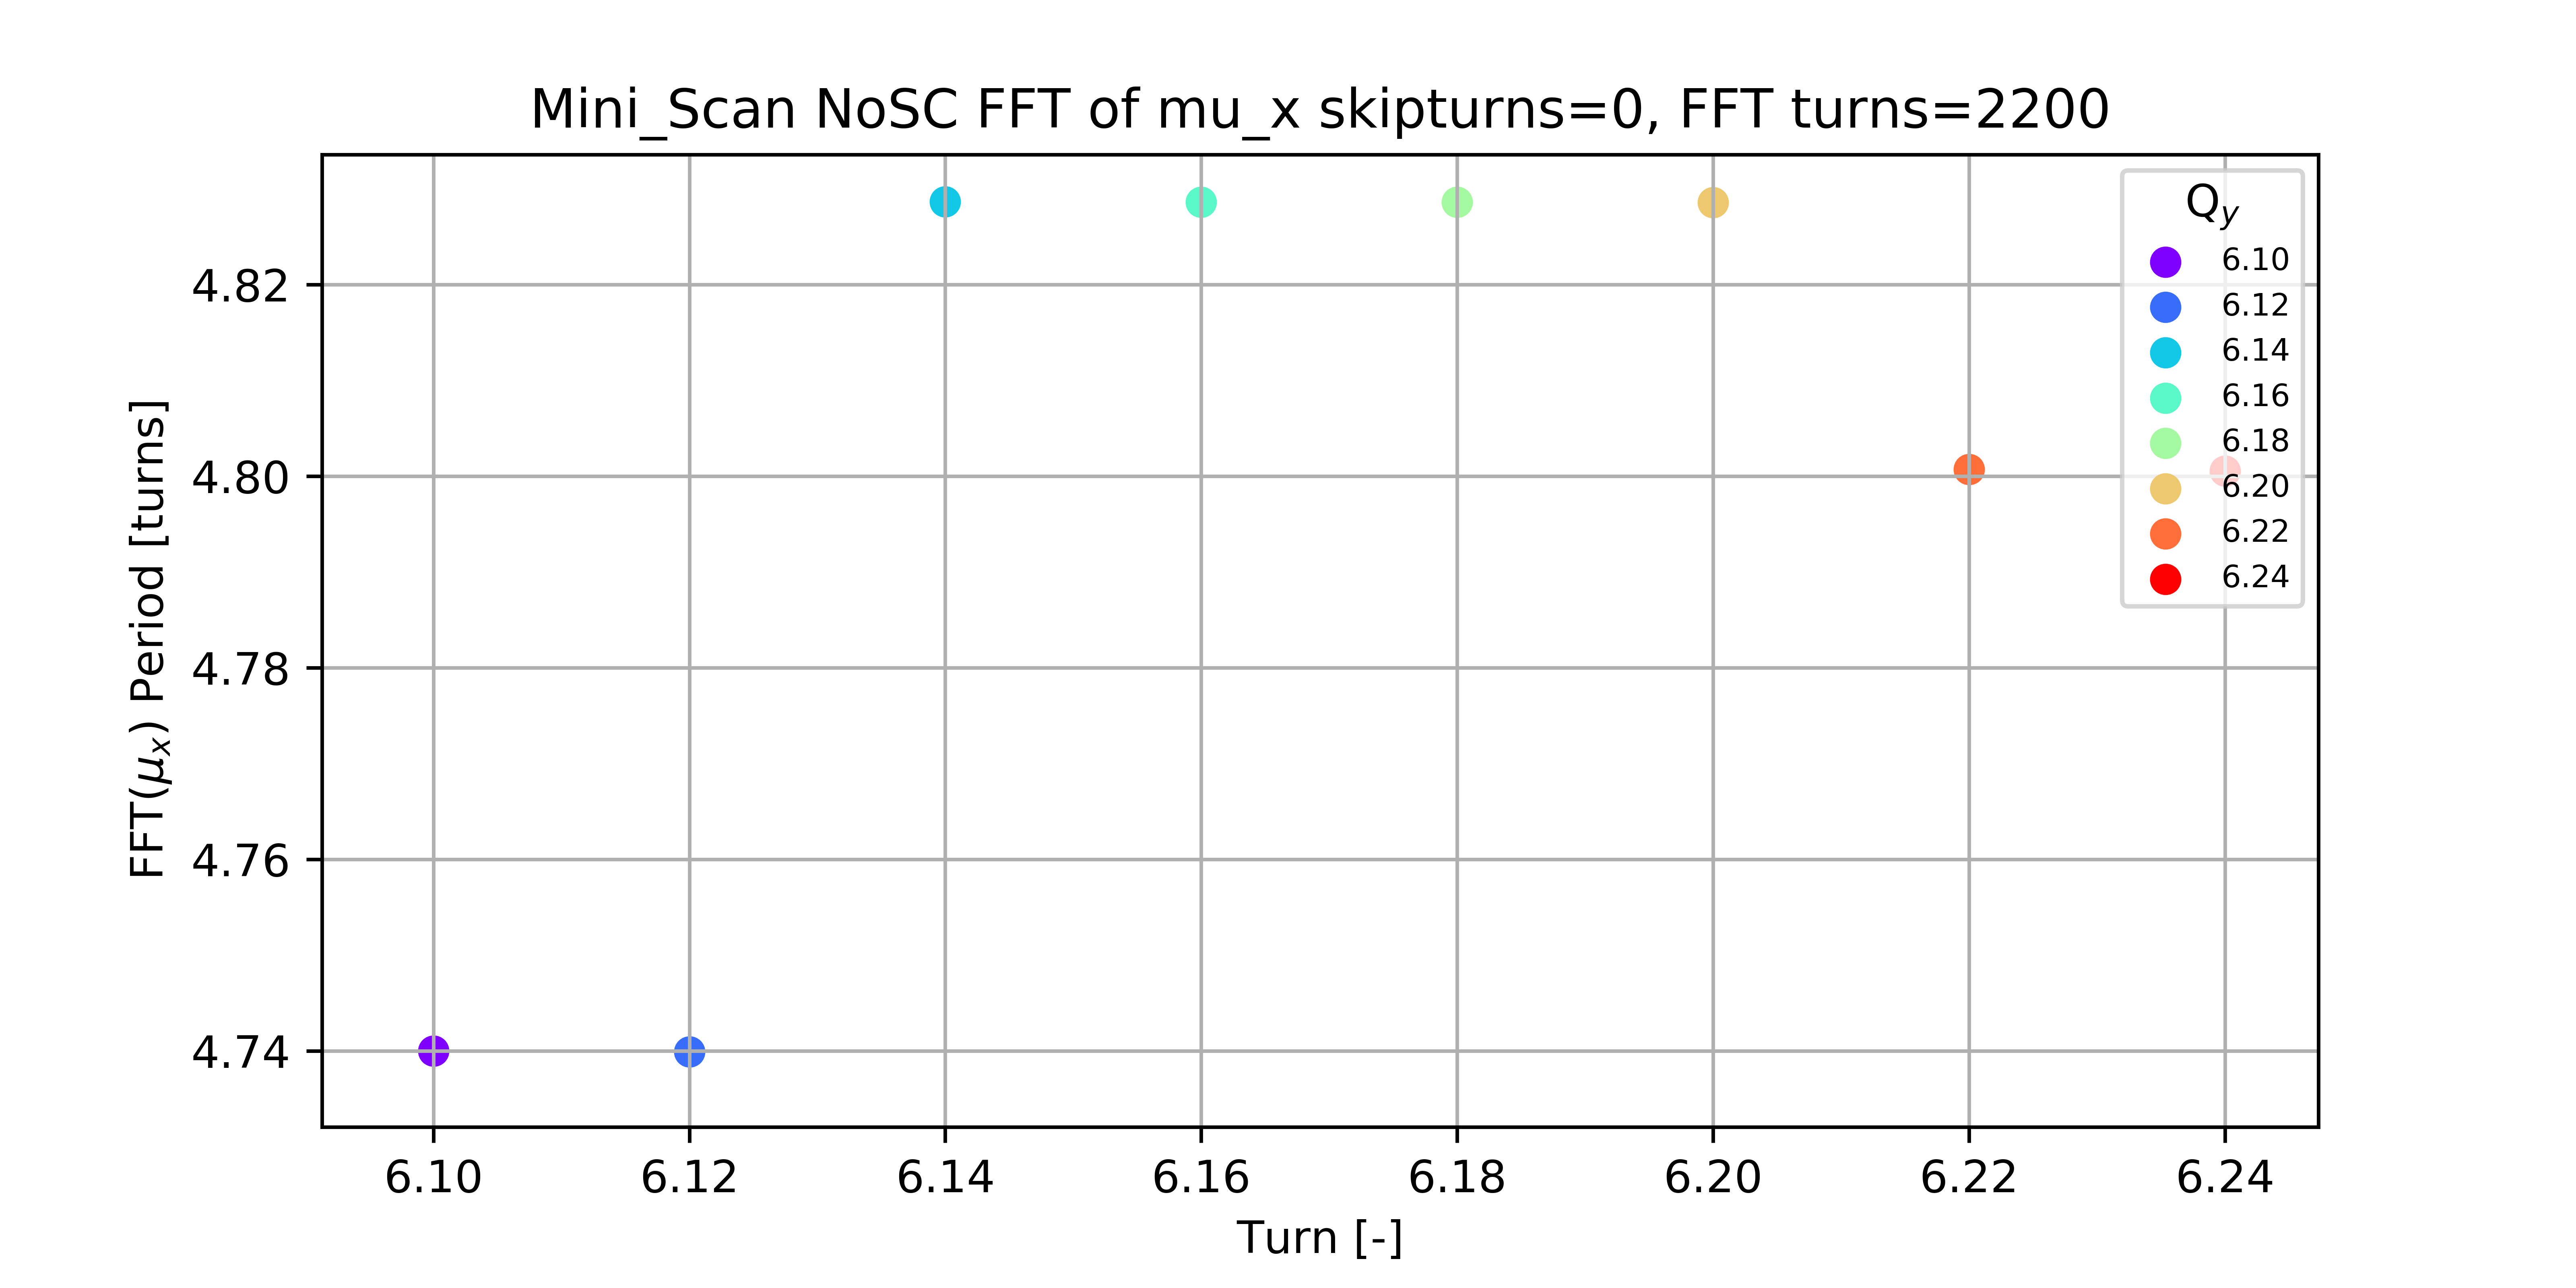 Mini_Scan NoSC FFT of mu_x skipturns=0, FFT turns=2200
FFT(μx) Period [turns]
4.82
4.80
4.78
4.76
4.74
Qy
6.10
6.12
6.14
6.16
6.18
6.20
6.22
6.24
6.10 6.12 6.14 6.16 6.18 6.20 6.22 6.24
Turn [-]